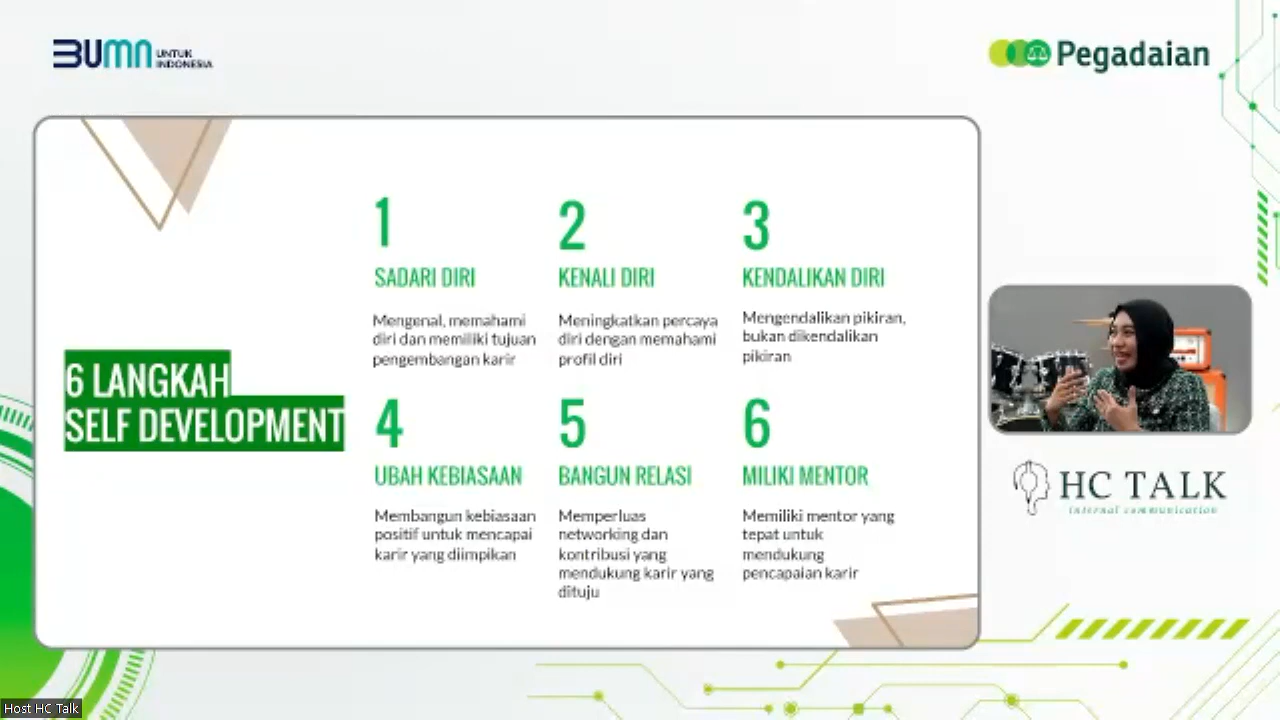 BUMN UNTUK
INDONESIA
Pegadaian
6 LANGKAH
SELF DEVELOPMENT
1
SADARI DIRI
Mengenal, memahami
diri dan memiliki tujuan
pengembangan karir
2
KENALI DIRI
Meningkatkan percaya
diri dengan memahami
profil diri
3
KENDALIKAN DIRI
Mengendalikan pikiran,
bukan dikendalikan
pikiran
4
UBAH KEBIASAAN
Membangun kebiasaan
positif untuk mencapai
karir yang diimpikan
5
BANGUN RELASI
Memperluas
networking dan
kontribusi yang
mendukung karir yang
dituju
6
MILIKI MENTOR
Memiliki mentor yang
tepat untuk
mendukung
pencapaian karir
HC TALK
internal communication
Host HC Talk